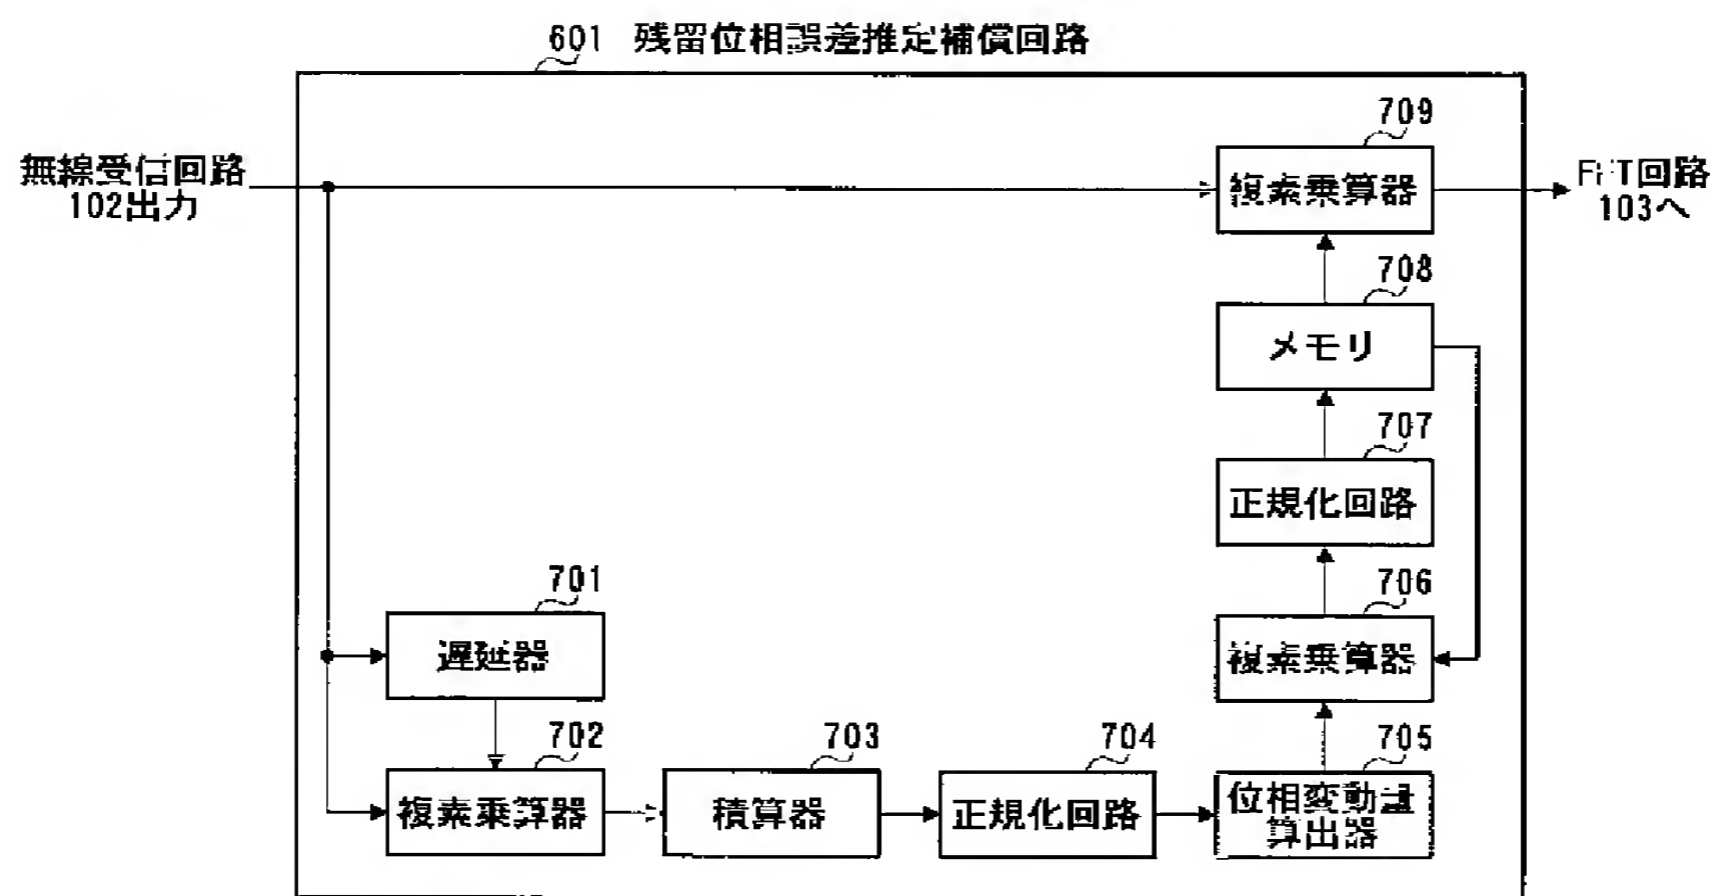 601 残留位相誤差推定補償回路
709
無線受信回路
102出力
複素乗算器
FFT回路
103へ
708
メモリ
707
正規化回路
701
遅延器
706
複素乗算器
702
複素乗算器
703
積算器
704
正規化回路
705
位相変動量
算出器